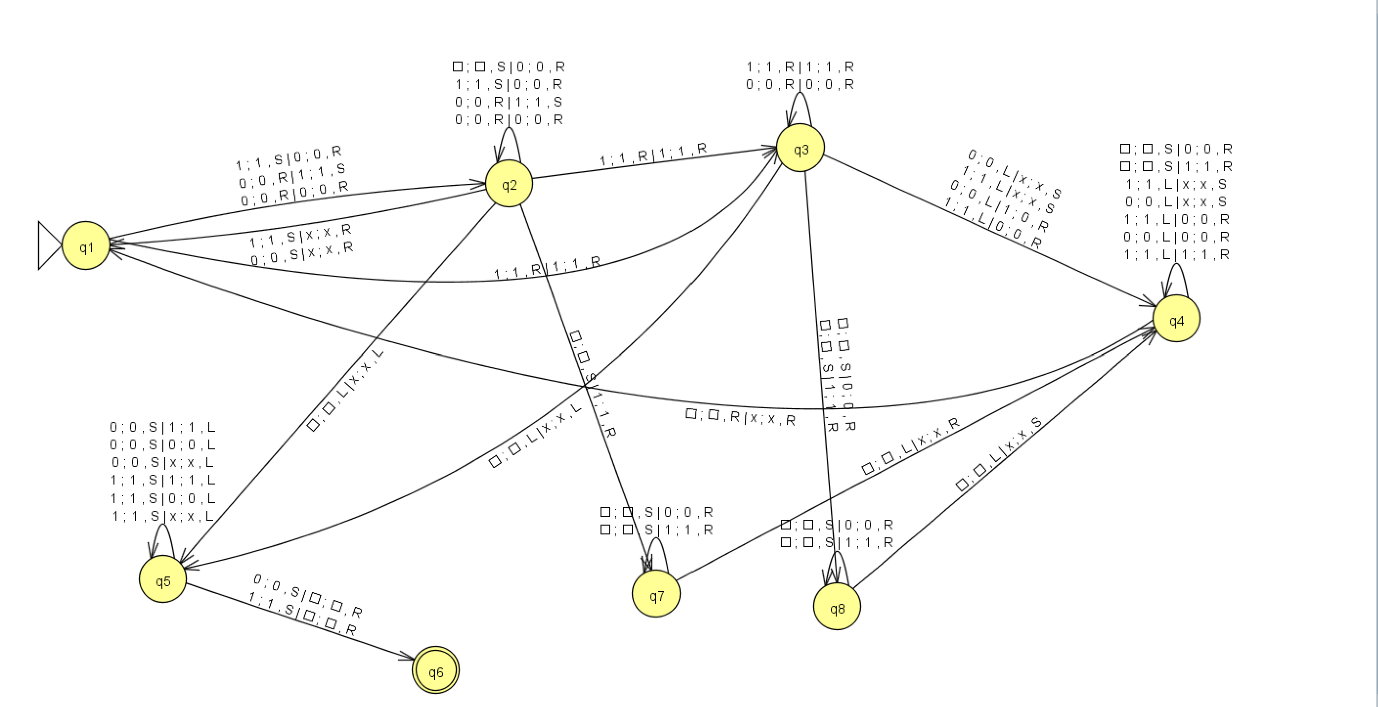 □;□,S|0;0,R
1;1,S|0;0,R
0;0,R|1;1,S
0;0,R|0;0,R
1;1,R|1;1,R
0;0,R|0;0,R
q3
□;□,S|0;0,R
□;□,S|1;1,R
1;1,L|x;x,S
0;0,L|x;x,S
1;1,L|0;0,R
0;0,L|0;0,R
1;1,L|1;1,R
1;1,S|0;0,R
0;0,R|1;1,S
0;0,R|0;0,R
q2
1;1,R|1;1,R
0;0,L|x;x,S
1;1,L|x;x,S
0;0,L|1;0,R
1;1,L|0;0,R
q1
1;1,S|x;x,R
0;0,S|x;x,R
1;1,R|1;1,R
q4
□;□,L|x;x,L
□;□,S|1;1,R
□;□,S|0;0,R
□;□,S|1;1,R
□;□,L|x;x,L
□;□,R|x;x,R
□;□,L|x;x,R
□;□,L|x;x,S
0;0,S|1;1,L
0;0,S|0;0,L
0;0,S|x;x,L
1;1,S|1;1,L
1;1,S|0;0,L
1;1,S|x;x,L
q5
□;□,S|0;0,R
□;□,S|1;1,R
q7
□;□,S|0;0,R
□;□,S|1;1,R
q8
0;0,S|□;□,R
1;1,S|□;□,R
q6